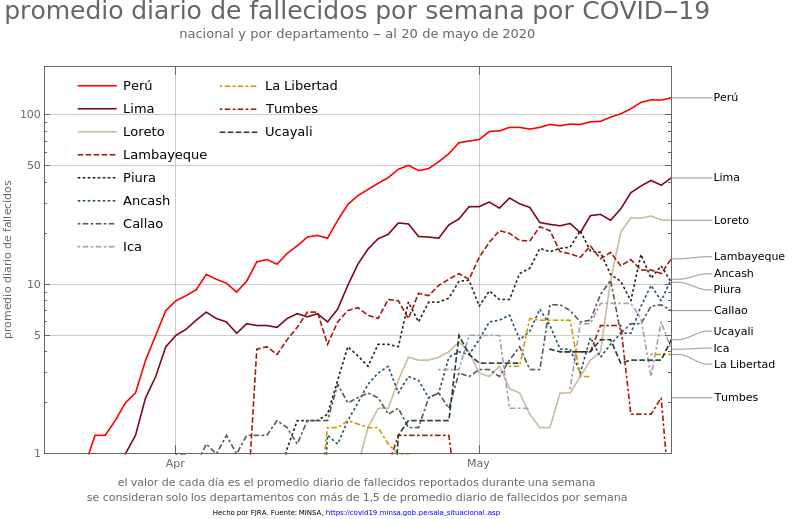 promedio diario de fallecidos por semana por COVID‒19
nacional y por departamento ‒ al 20 de mayo de 2020
Perú
Lima
Loreto
Lambayeque
Piura
Ancash
Callao
Ica
La Libertad
Tumbes
Ucayali
promedio diario de fallecidos
100
50
10
5
1
Apr
May
Perú
Lima
Loreto
Lambayeque
Ancash
Piura
Callao
Ucayali
Ica
La Libertad
Tumbes
el valor de cada día es el promedio diario de fallecidos reportados durante una semana
se consideran solo los departamentos con más de 1,5 de promedio diario de fallecidos por semana
Hecho por FJRA. Fuente: MINSA, https://covid19.minsa.gob.pe/sala_situacional.asp